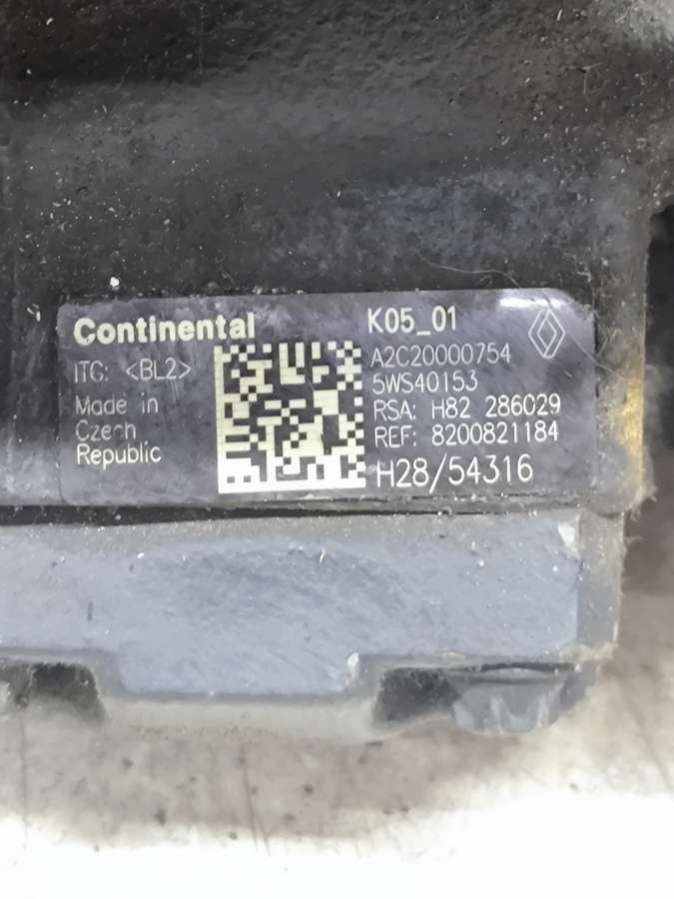 Continental
ITG: <BL2>
Made in
Czech
Republic
K05_01
A2C20000754
5WS40153
RSA: H82 286029
REF: 8200821184
H28/54316